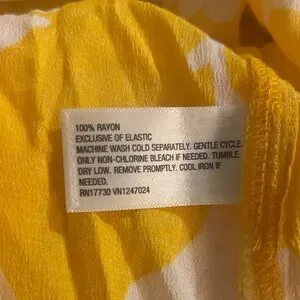 100% RAYON
EXCLUSIVE OF ELASTIC
MACHINE WASH COLD SEPARATELY. GENTLE CYCLE.
ONLY NON-CHLORINE BLEACH IF NEEDED. TUMBLE
DRY LOW. REMOVE PROMPTLY. COOL IRON IF
NEEDED.
RN17730 VN1247024